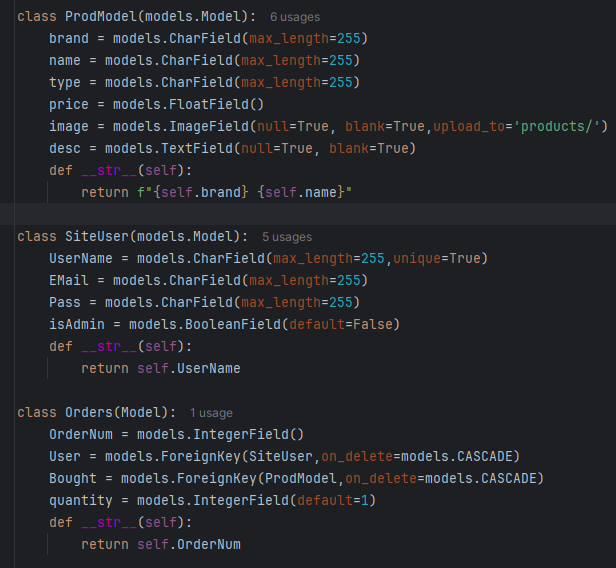 class ProdModel(models.Model): 6 usages
    brand = models.CharField(max_length=255)
    name = models.CharField(max_length=255)
    type = models.CharField(max_length=255)
    price = models.FloatField()
    image = models.ImageField(null=True, blank=True,upload_to='products/')
    desc = models.TextField(null=True, blank=True)
    def __str__(self):
        return f"{self.brand} {self.name}"

class SiteUser(models.Model): 5 usages
    UserName = models.CharField(max_length=255,unique=True)
    EMail = models.CharField(max_length=255)
    Pass = models.CharField(max_length=255)
    isAdmin = models.BooleanField(default=False)
    def __str__(self):
        return self.UserName

class Orders(Model): 1 usage
    OrderNum = models.IntegerField()
    User = models.ForeignKey(SiteUser,on_delete=models.CASCADE)
    Bought = models.ForeignKey(ProdModel,on_delete=models.CASCADE)
    quantity = models.IntegerField(default=1)
    def __str__(self):
        return self.OrderNum